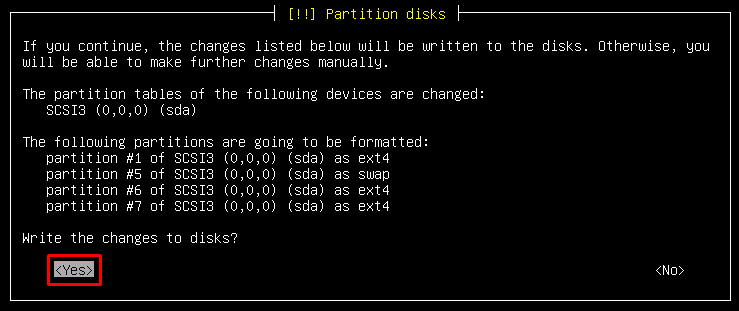 [!!] Partition disks
If you continue, the changes listed below will be written to the disks. Otherwise, you
will be able to make further changes manually.
The partition tables of the following devices are changed:
SCSI3 (0,0,0) (sda)
The following partitions are going to be formatted:
partition #1 of SCSI3 (0,0,0) (sda) as ext4
partition #5 of SCSI3 (0,0,0) (sda) as swap
partition #6 of SCSI3 (0,0,0) (sda) as ext4
partition #7 of SCSI3 (0,0,0) (sda) as ext4
Write the changes to disks?
<Yes> <No>